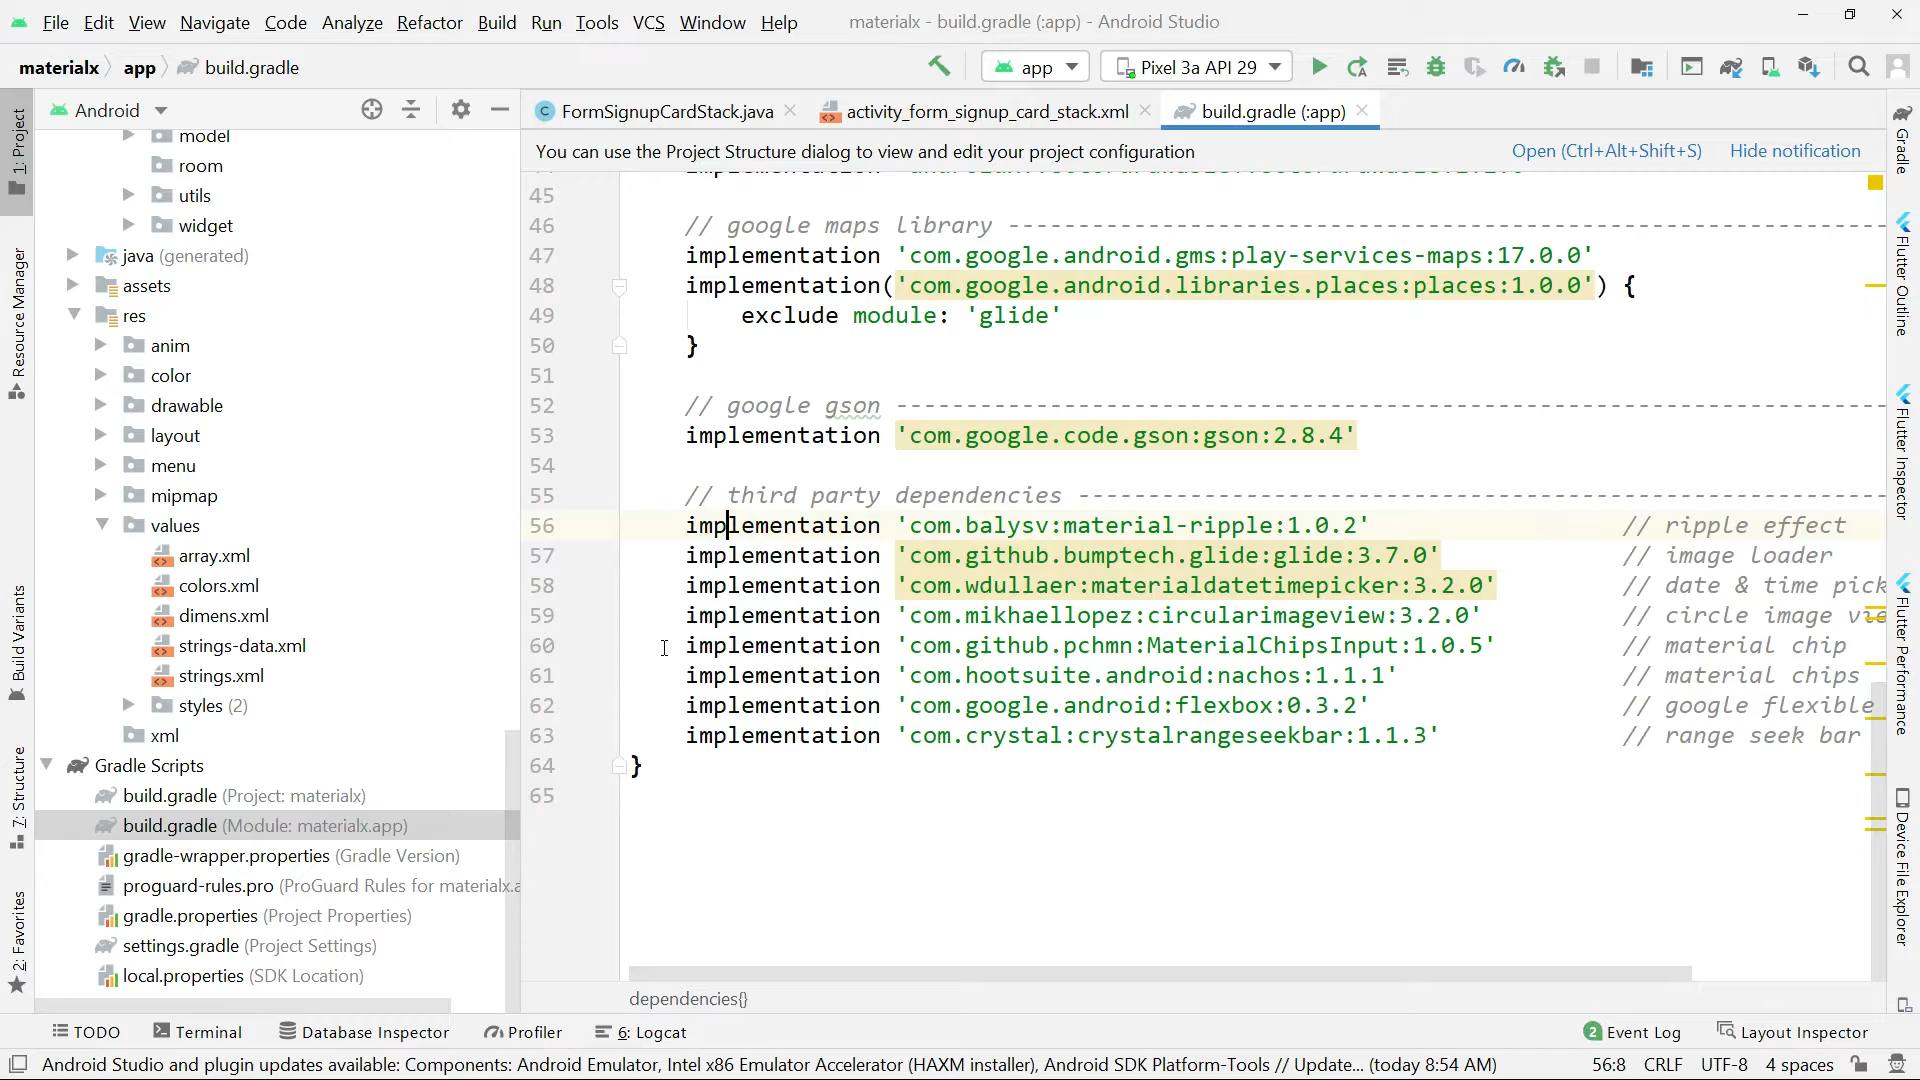 File Edit View Navigate Code Analyze Refactor Build Run Tools VCS Window Help materialx - build.gradle (:app) - Android Studio
materialx app build.gradle app Pixel 3a API 29
Android
FormSignupCardStack.java activity_form_signup_card_stack.xml build.gradle (:app)
You can use the Project Structure dialog to view and edit your project configuration Open (Ctrl+Alt+Shift+S) Hide notification
1: Project
Resource Manager
Build Variants
7: Structure
2: Favorites
model
room
utils
widget
java (generated)
assets
res
anim
color
drawable
layout
menu
mipmap
values
array.xml
colors.xml
dimens.xml
strings-data.xml
strings.xml
styles (2)
xml
Gradle Scripts
build.gradle (Project: materialx)
build.gradle (Module: materialx.app)
gradle-wrapper.properties (Gradle Version)
proguard-rules.pro (ProGuard Rules for materialx.a
gradle.properties (Project Properties)
settings.gradle (Project Settings)
local.properties (SDK Location)
45
46 // google maps library ---------------------------------------------------------------
47 implementation 'com.google.android.gms:play-services-maps:17.0.0'
48 implementation('com.google.android.libraries.places:places:1.0.0') {
49 exclude module: 'glide'
50 }
51
52 // google gson -----------------------------------------------------------------------
53 implementation 'com.google.code.gson:gson:2.8.4'
54
55 // third party dependencies ----------------------------------------------------------
56 implementation 'com.balysv:material-ripple:1.0.2' // ripple effect
57 implementation 'com.github.bumptech.glide:glide:3.7.0' // image loader
58 implementation 'com.wdullaer:materialdatetimepicker:3.2.0' // date & time pick
59 implementation 'com.mikhaellopez:circularimageview:3.2.0' // circle image vie
60 implementation 'com.github.pchmn:MaterialChipsInput:1.0.5' // material chip
61 implementation 'com.hootsuite.android:nachos:1.1.1' // material chips
62 implementation 'com.google.android:flexbox:0.3.2' // google flexible
63 implementation 'com.crystal:crystalrangeseekbar:1.1.3' // range seek bar
64 }
65
dependencies{}
Gradle
Flutter Outline
Flutter Inspector
Flutter Performance
Device File Explorer
TODO Terminal Database Inspector Profiler 6: Logcat 2 Event Log Layout Inspector
Android Studio and plugin updates available: Components: Android Emulator, Intel x86 Emulator Accelerator (HAXM installer), Android SDK Platform-Tools // Update... (today 8:54 AM) 56:8 CRLF UTF-8 4 spaces